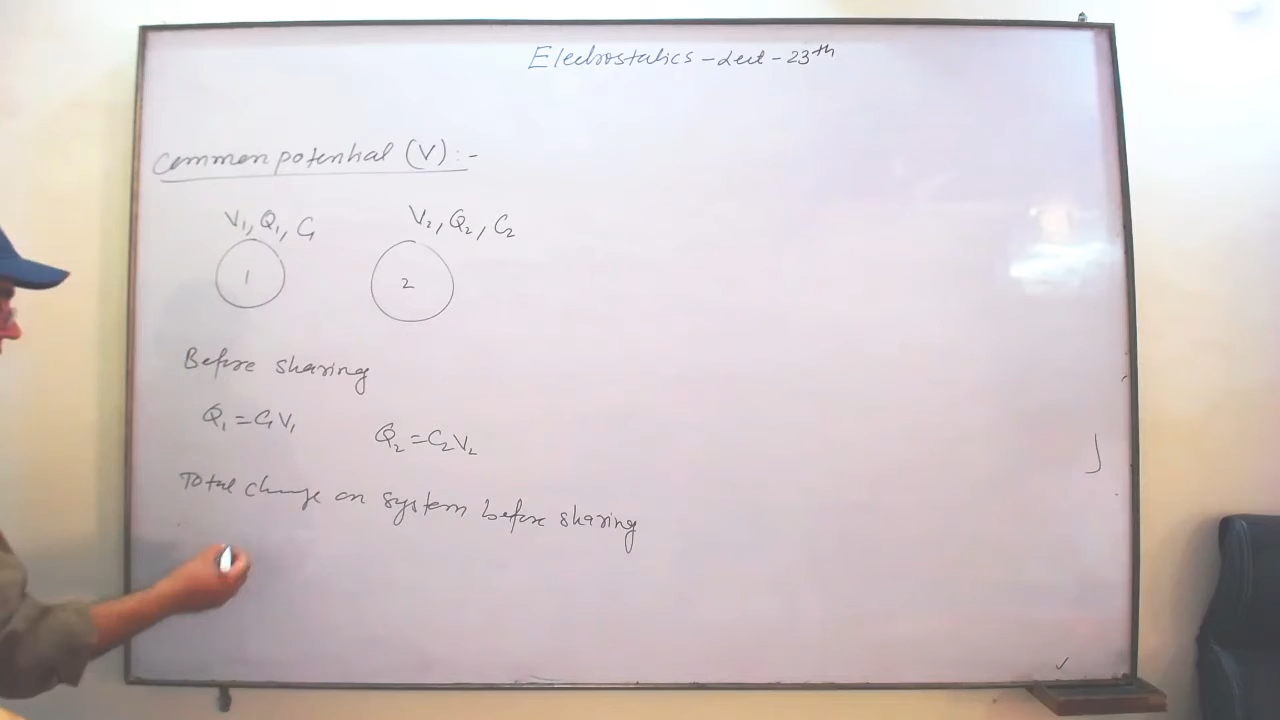 Electrostatics - Lect - 23th
Common potential (V) :-
V₁, Q₁, C₁ V₂, Q₂, C₂
1 2
Before sharing
Q₁ = C₁V₁ Q₂ = C₂V₂
Total charge on system before sharing